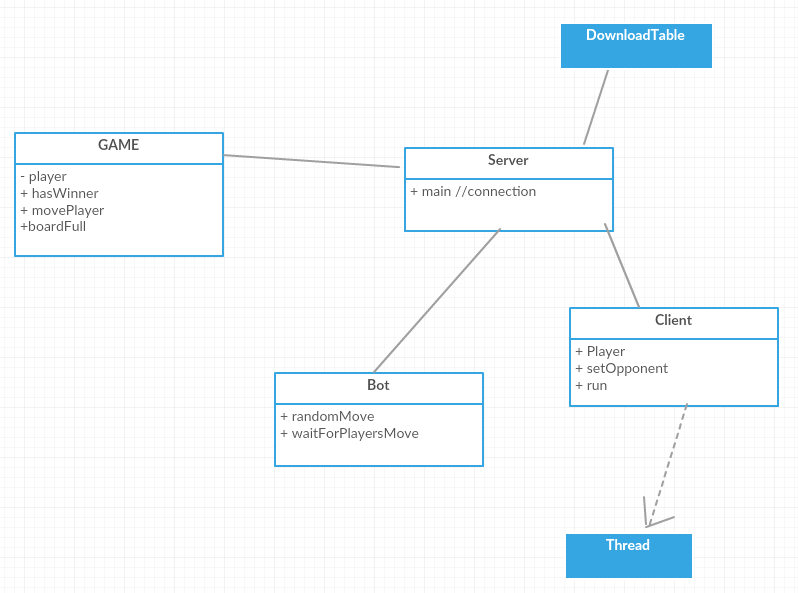 DownloadTable
GAME
- player
+ hasWinner
+ movePlayer
+boardFull
Server
+ main //connection
Client
+ Player
+ setOpponent
+ run
Bot
+ randomMove
+ waitForPlayersMove
Thread